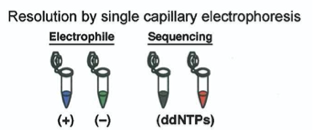 Resolution by single capillary electrophoresis
Electrophile Sequencing
(+) (−) (ddNTPs)